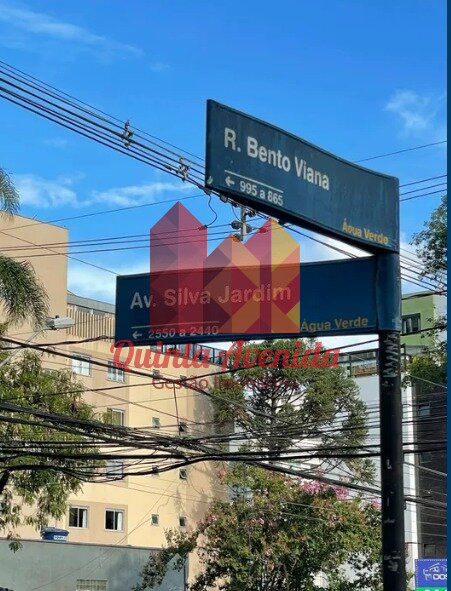 R. Bento Viana
← 995 a 865
Água Verde
Av. Silva Jardim
← 2550 a 2440
Água Verde
Quinta Avenida
Gestão Imobiliária